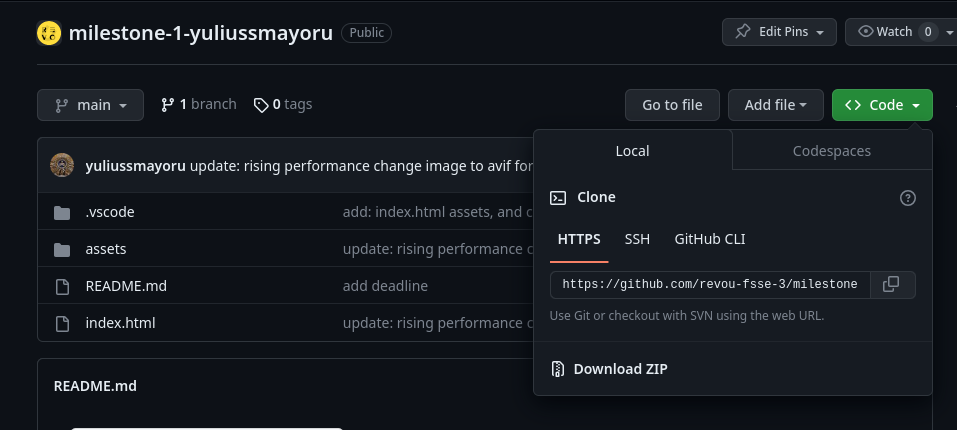 milestone-1-yuliussmayoru Public Edit Pins Watch 0
main 1 branch 0 tags Go to file Add file Code
yuliussmayoru update: rising performance change image to avif for
.vscode add: index.html assets, and c
assets update: rising performance c
README.md add deadline
index.html update: rising performance c
README.md
Local Codespaces
Clone
HTTPS SSH GitHub CLI
https://github.com/revou-fsse-3/milestone
Use Git or checkout with SVN using the web URL.
Download ZIP